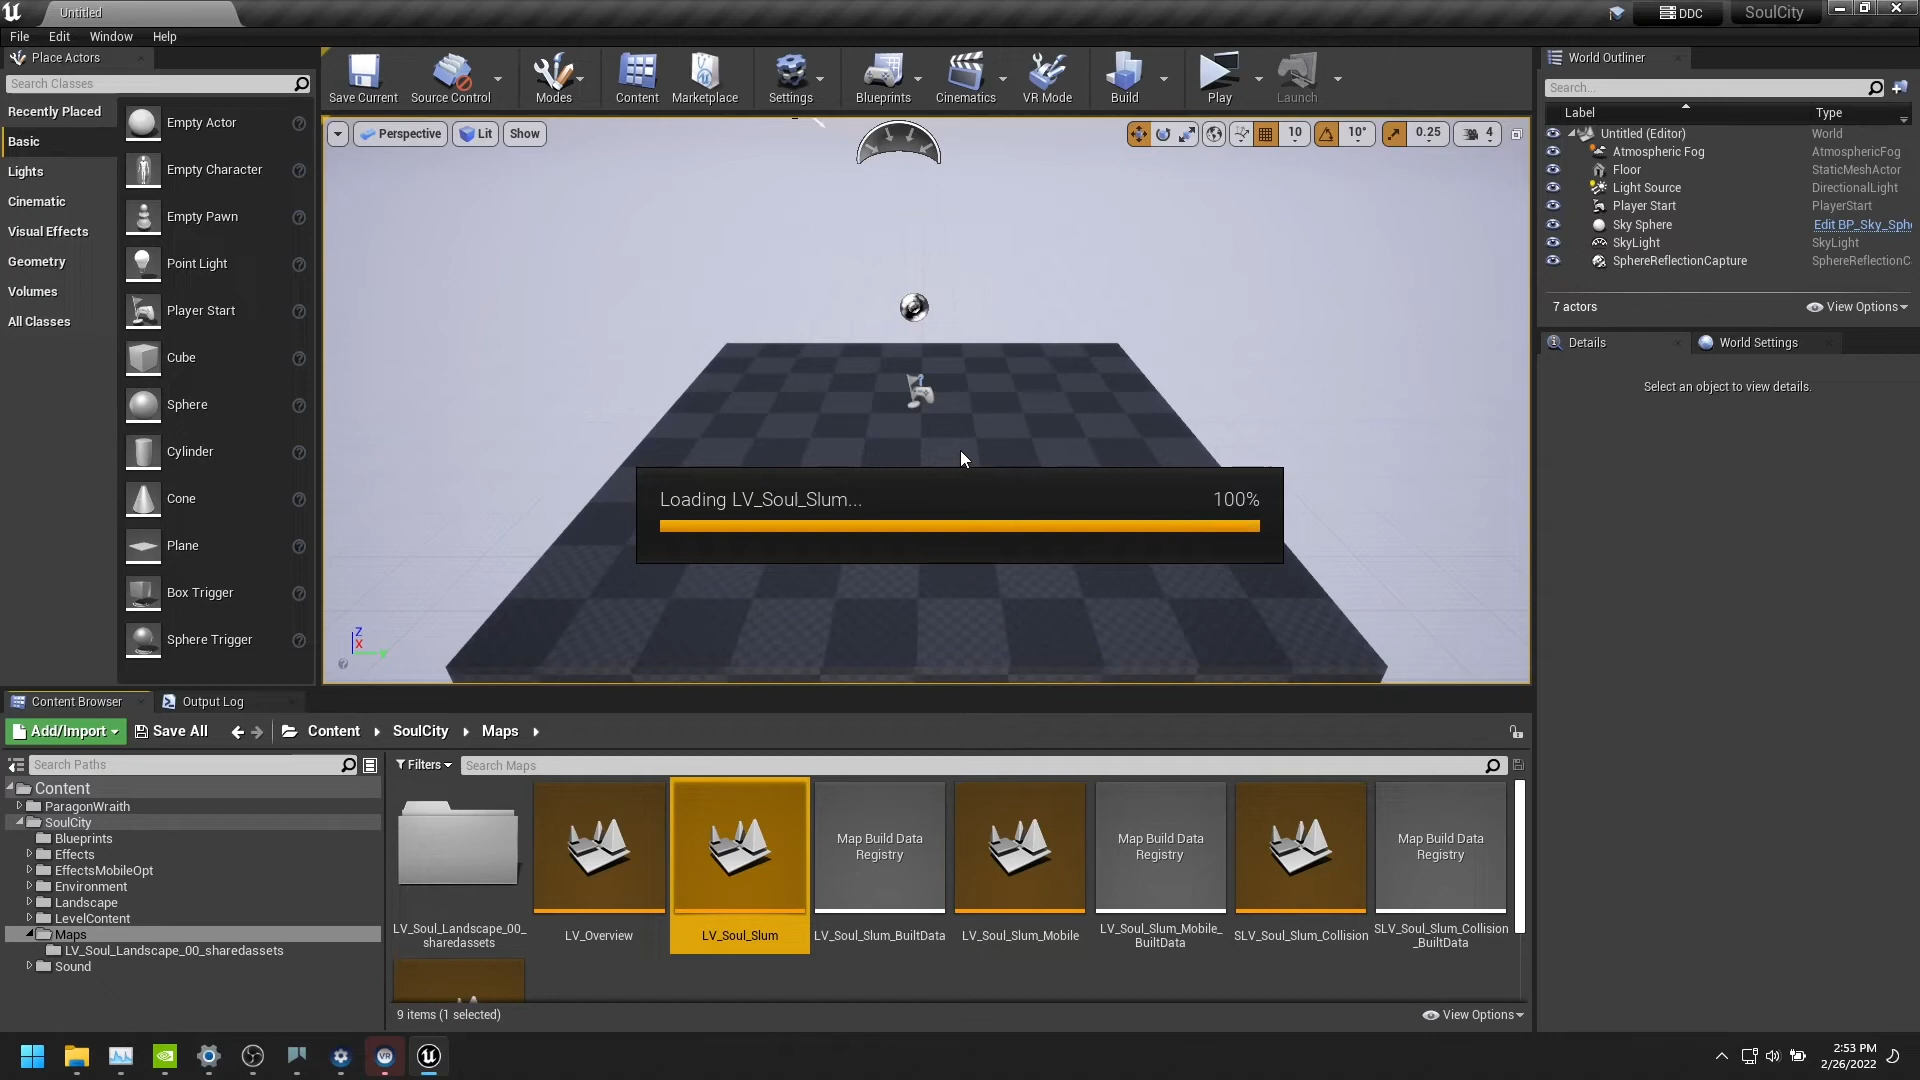 Untitled
DDC
SoulCity
File
Edit
Window
Help
Place Actors
Search Classes
Recently Placed
Basic
Lights
Cinematic
Visual Effects
Geometry
Volumes
All Classes
Empty Actor
Empty Character
Empty Pawn
Point Light
Player Start
Cube
Sphere
Cylinder
Cone
Plane
Box Trigger
Sphere Trigger
Save Current
Source Control
Modes
Content
Marketplace
Settings
Blueprints
Cinematics
VR Mode
Build
Play
Launch
Perspective
Lit
Show
10
10°
0.25
4
Loading LV_Soul_Slum...
100%
Z
X
World Outliner
Search...
Label
Type
Untitled (Editor)
World
Atmospheric Fog
AtmosphericFog
Floor
StaticMeshActor
Light Source
DirectionalLight
Player Start
PlayerStart
Sky Sphere
Edit BP_Sky_Sph
SkyLight
SkyLight
SphereReflectionCapture
SphereReflectionC
7 actors
View Options
Details
World Settings
Select an object to view details.
Content Browser
Output Log
Add/Import
Save All
Content
SoulCity
Maps
Search Paths
Content
ParagonWraith
SoulCity
Blueprints
Effects
EffectsMobileOpt
Environment
Landscape
LevelContent
Maps
LV_Soul_Landscape_00_sharedassets
Sound
Filters
Search Maps
LV_Soul_Landscape_00_
sharedassets
LV_Overview
LV_Soul_Slum
Map Build Data
Registry
LV_Soul_Slum_BuiltData
LV_Soul_Slum_Mobile
Map Build Data
Registry
LV_Soul_Slum_Mobile_
BuiltData
SLV_Soul_Slum_Collision
Map Build Data
Registry
SLV_Soul_Slum_Collision
_BuiltData
9 items (1 selected)
View Options
VR
2:53 PM
2/26/2022